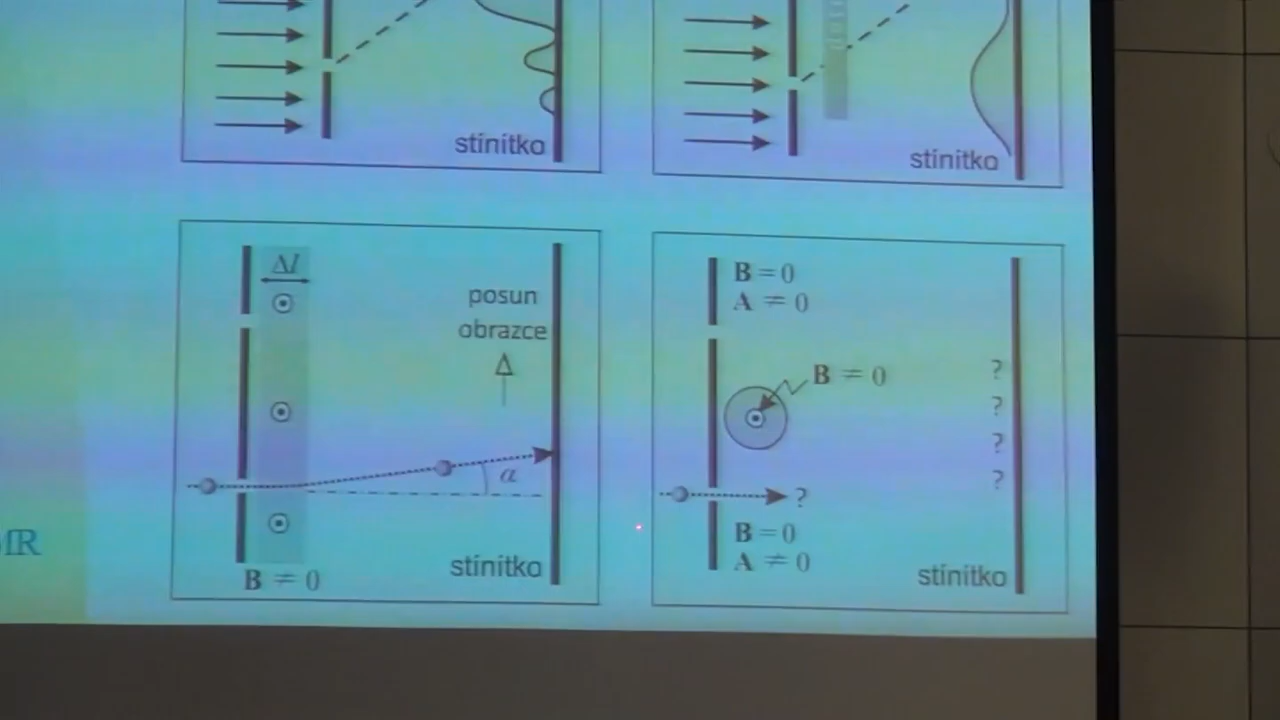 stínítko
stínítko
Δl
posun
obrazce
Δ
α
stínítko
B ≠ 0
B = 0
A ≠ 0
B ≠ 0
?
?
?
?
?
B = 0
A ≠ 0
stínítko